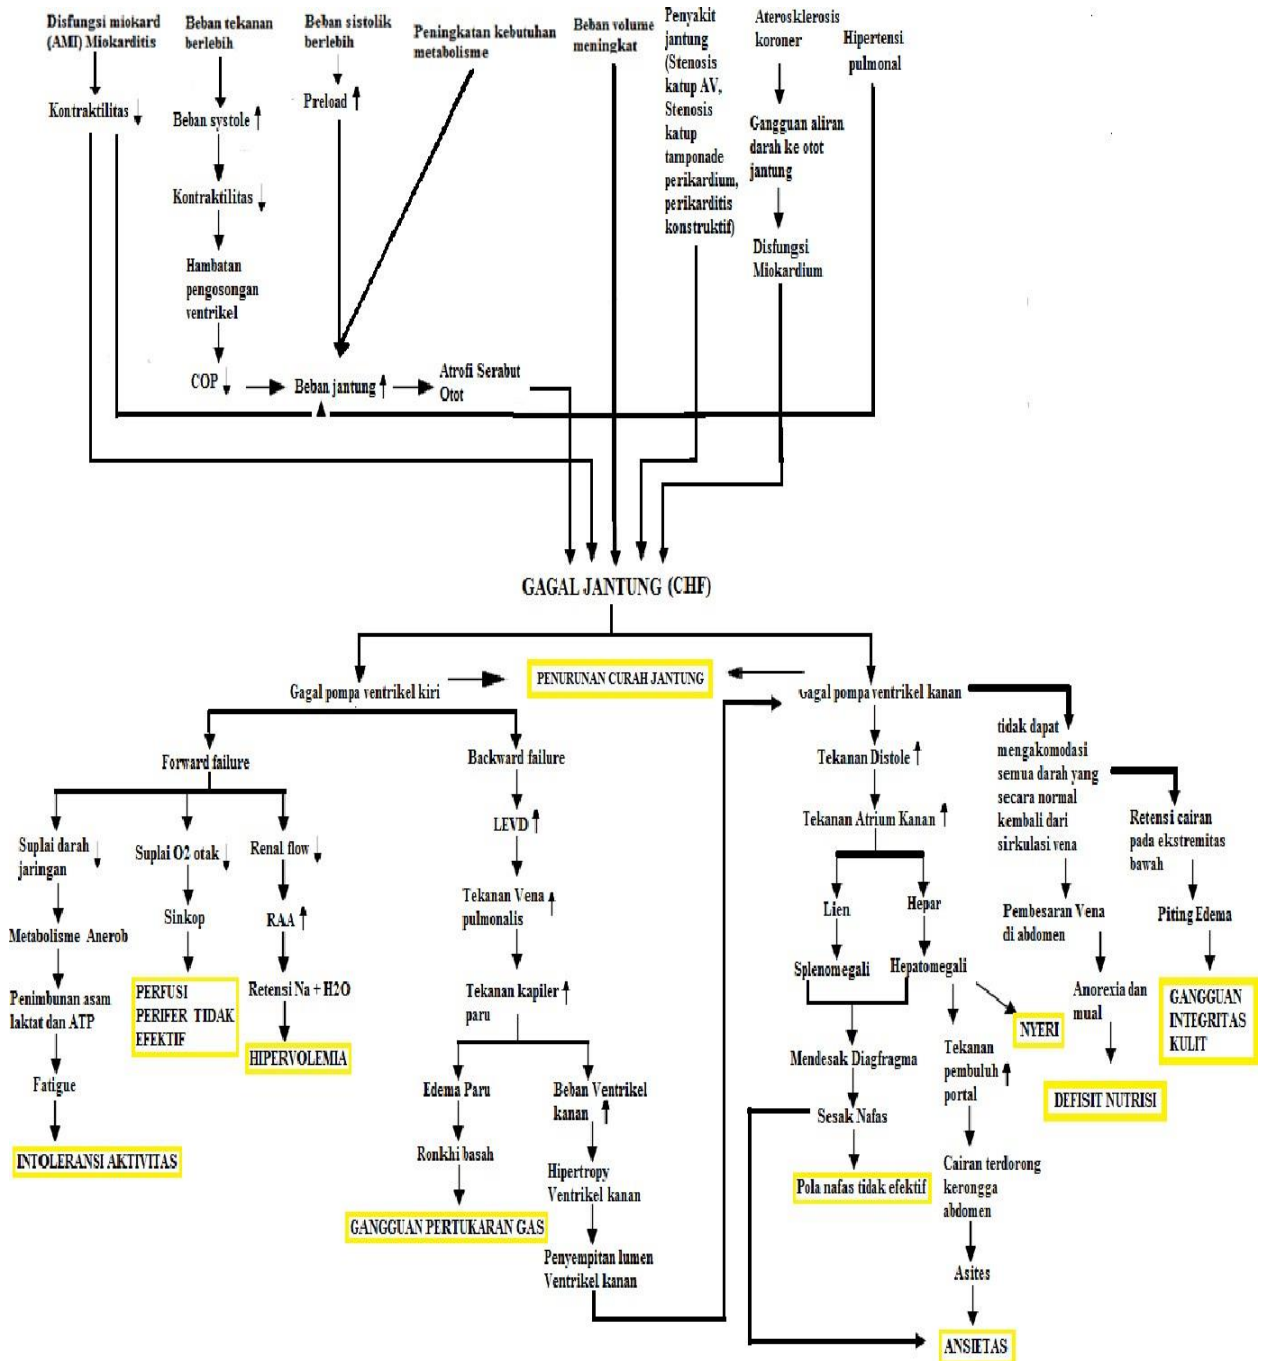 Disfungsi miokard
(AMI) Miokarditis
Beban tekanan
berlebih
Beban sistolik
berlebih
Peningkatan kebutuhan
metabolisme
Beban volume
meningkat
Penyakit
jantung
(Stenosis
katup AV,
Stenosis
katup
tamponade
perikardium,
perikarditis
konstruktif)
Aterosklerosis
koroner
Hipertensi
pulmonal
Kontraktilitas
Beban systole
Preload
Gangguan aliran
darah ke otot
jantung
Kontraktilitas
Disfungsi
Miokardium
Hambatan
pengosongan
ventrikel
COP
Beban jantung
Atrofi Serabut
Otot
GAGAL JANTUNG (CHF)
Gagal pompa ventrikel kiri
PENURUNAN CURAH JANTUNG
Gagal pompa ventrikel kanan
Forward failure
Backward failure
Tekanan Distole
tidak dapat
mengakomodasi
semua darah yang
secara normal
kembali dari
sirkulasi vena
Suplai darah
jaringan
Suplai O2 otak
Renal flow
LEVD
Tekanan Atrium Kanan
Retensi cairan
pada ekstremitas
bawah
Metabolisme Anerob
Sinkop
RAA
Tekanan Vena
pulmonalis
Lien
Hepar
Pembesaran Vena
di abdomen
Piting Edema
Splenomegali
Hepatomegali
Penimbunan asam
laktat dan ATP
PERFUSI
PERIFER TIDAK
EFEKTIF
Retensi Na + H2O
Tekanan kapiler
paru
Anorexia dan
mual
GANGGUAN
INTEGRITAS
KULIT
NYERI
HIPERVOLEMIA
Mendesak Diagfragma
Tekanan
pembuluh
portal
Fatigue
Edema Paru
Beban Ventrikel
kanan
DEFISIT NUTRISI
Sesak Nafas
INTOLERANSI AKTIVITAS
Ronkhi basah
Hipertropy
Ventrikel kanan
Pola nafas tidak efektif
Cairan terdorong
kerongga
abdomen
GANGGUAN PERTUKARAN GAS
Penyempitan lumen
Ventrikel kanan
Asites
ANSIETAS